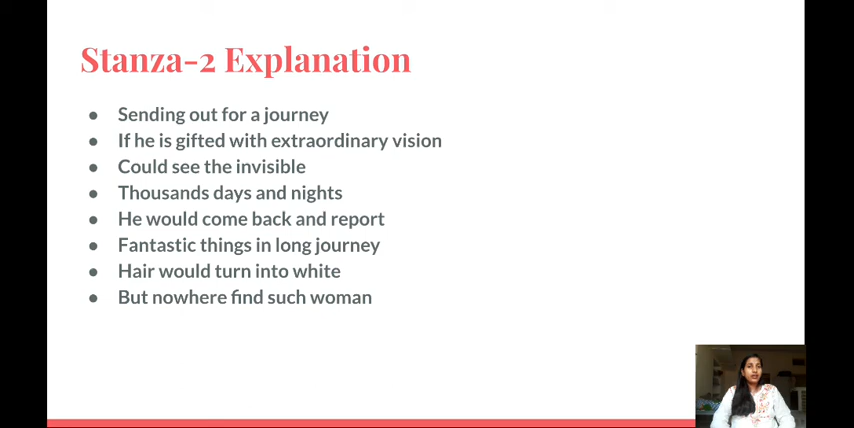 Stanza-2 Explanation
● Sending out for a journey
● If he is gifted with extraordinary vision
● Could see the invisible
● Thousands days and nights
● He would come back and report
● Fantastic things in long journey
● Hair would turn into white
● But nowhere find such woman